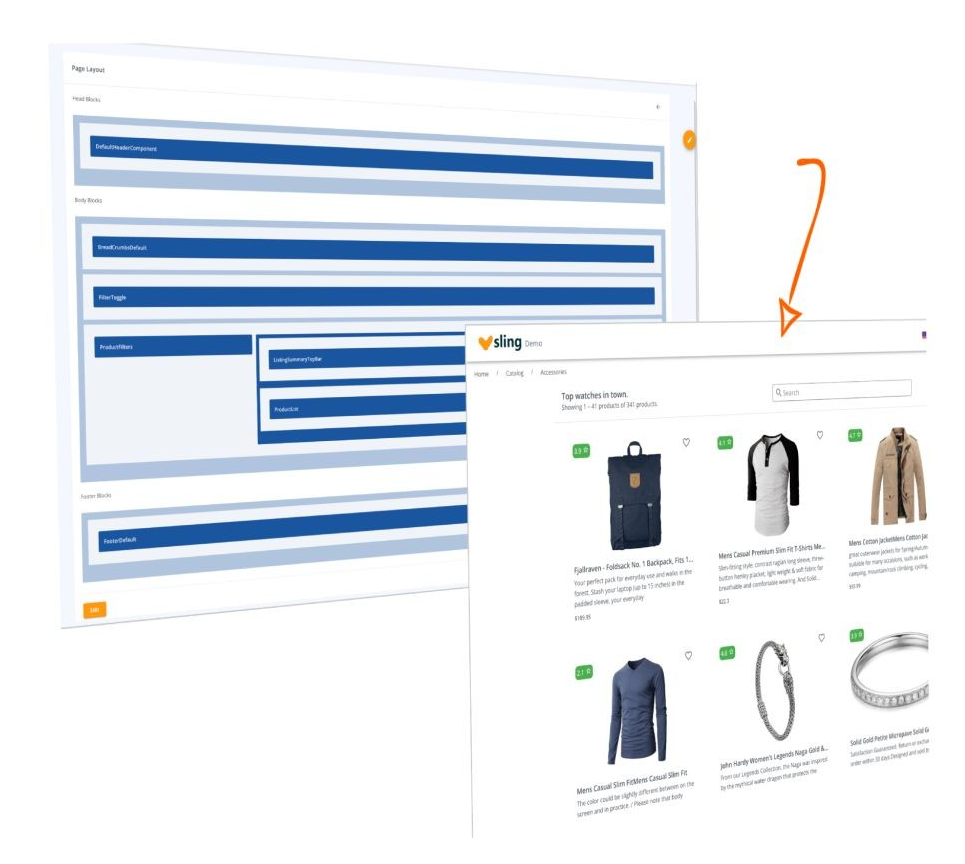 Page Layout
Head Blocks
DefaultHeaderComponent
Body Blocks
BreadCrumbsDefault
FilterToggle
ProductFilters
ListingSummaryTopBar
ProductList
Footer Blocks
FooterDefault
Edit
sling Demo
Home / Catalog / Accessories
Top watches in town.
Showing 1 - 41 products of 341 products.
Search
3.9 ☆
4.1 ☆
4.7 ☆
Fjallraven - Foldsack No. 1 Backpack, Fits 1...
Your perfect pack for everyday use and walks in the
forest. Stash your laptop (up to 15 inches) in the
padded sleeve, your everyday
$109.95
Mens Casual Premium Slim Fit T-Shirts Me...
Slim-fitting style, contrast raglan long sleeve, three-
button henley placket, light weight & soft fabric for
breathable and comfortable wearing. And Solid...
$22.3
Mens Cotton JacketMens Cotton Jac
great outerwear jackets for Spring/Autumn
suitable for many occasions, such as work
camping, mountain/rock climbing, cycling,
$55.99
2.1 ☆
4.6 ☆
3.9 ☆
Mens Casual Slim FitMens Casual Slim Fit
The color could be slightly different between on the
screen and in practice. / Please note that body
John Hardy Women's Legends Naga Gold &...
From our Legends Collection, the Naga was inspired
by the mythical water dragon that protects the
Solid Gold Petite Micropave Solid G
Satisfaction Guaranteed. Return or exchan
order within 30 days.Designed and sold b